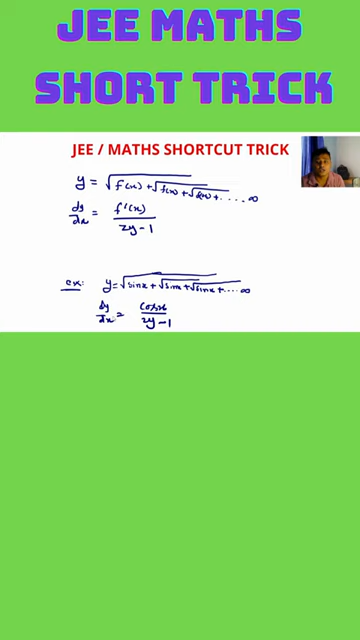 JEE MATHS
SHORT TRICK
JEE / MATHS SHORTCUT TRICK
y = √(f(x) + √(f(x) + √(f(x) + .... ∞
dy/dx = f'(x)/(2y-1)
ex: y = √(sinx + √(sinx + √(sinx + .... ∞
dy/dx = cosx/(2y-1)